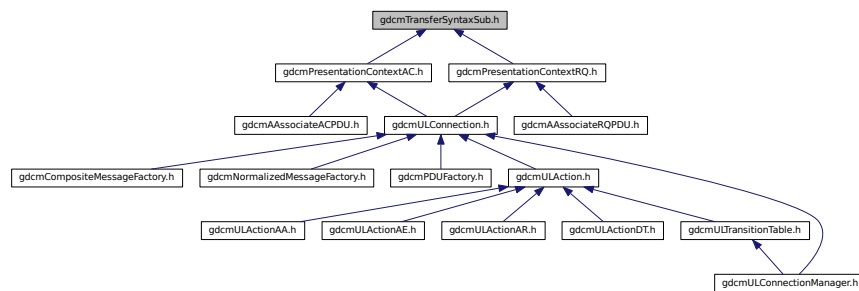 gdcmTransferSyntaxSub.h
gdcmPresentationContextAC.h
gdcmPresentationContextRQ.h
gdcmAAssociateACPDU.h
gdcmULConnection.h
gdcmAAssociateRQPDU.h
gdcmCompositeMessageFactory.h
gdcmNormalizedMessageFactory.h
gdcmPDUFactory.h
gdcmULAction.h
gdcmULActionAA.h
gdcmULActionAE.h
gdcmULActionAR.h
gdcmULActionDT.h
gdcmULTransitionTable.h
gdcmULConnectionManager.h